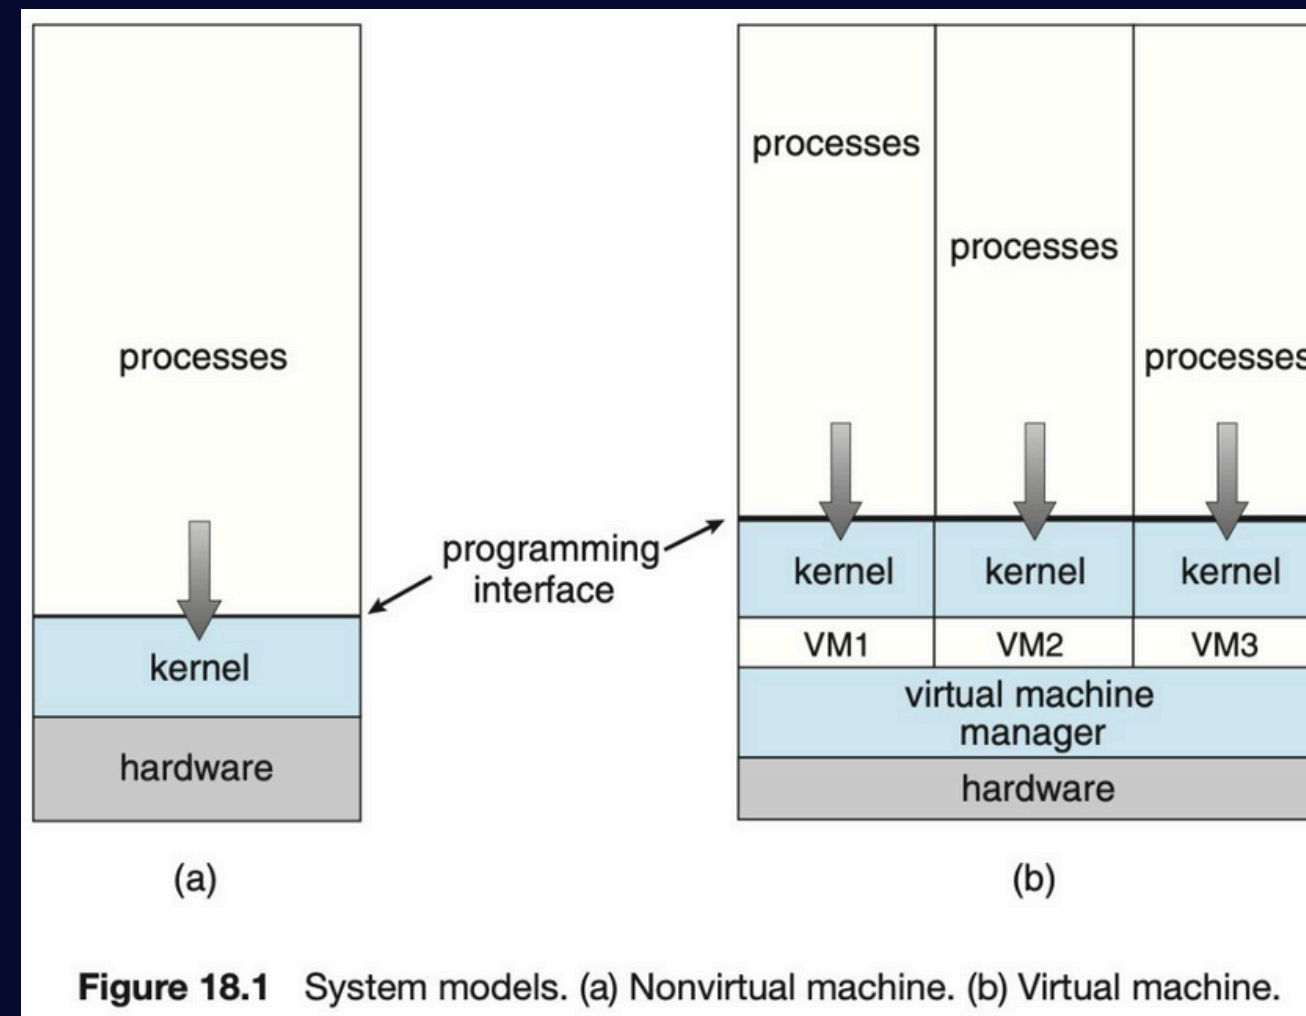 processes
kernel
hardware
(a)
programming
interface
processes
processes
processes
kernel
kernel
kernel
VM1
VM2
VM3
virtual machine
manager
hardware
(b)
Figure 18.1 System models. (a) Nonvirtual machine. (b) Virtual machine.